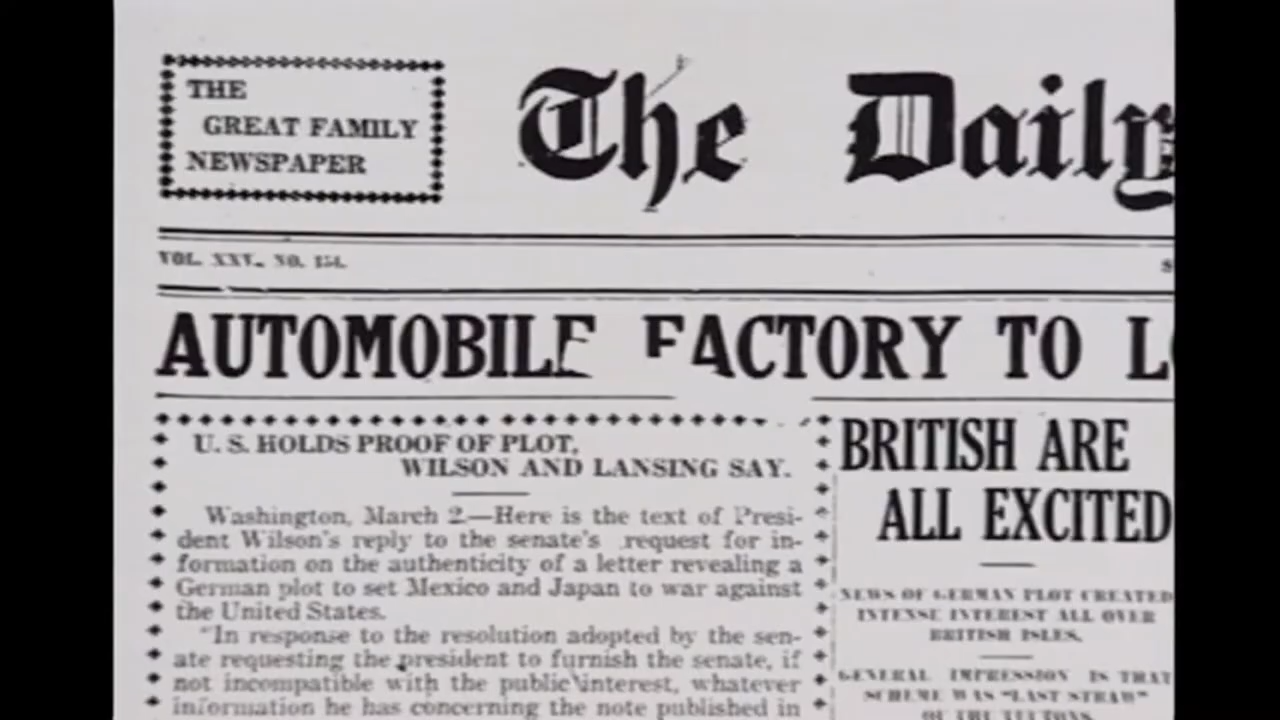 THE
GREAT FAMILY
NEWSPAPER
The Daily
VOL. XXV., NO. 154.
AUTOMOBILE FACTORY TO L
U. S. HOLDS PROOF OF PLOT,
WILSON AND LANSING SAY.
Washington, March 2.—Here is the text of Presi-
dent Wilson's reply to the senate's request for in-
formation on the authenticity of a letter revealing a
German plot to set Mexico and Japan to war against
the United States.
"In response to the resolution adopted by the sen-
ate requesting the president to furnish the senate, if
not incompatible with the public interest, whatever
information he has concerning the note published in
BRITISH ARE
ALL EXCITED
NEWS OF GERMAN PLOT CREATED
INTENSE INTEREST ALL OVER
BRITISH ISLES.
GENERAL IMPRESSION IS THAT
SCHEME WAS "LAST STRAW"
OF THE TEUTONS.